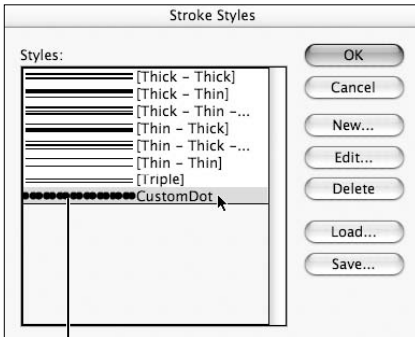 Stroke Styles
Styles:
[Thick - Thick]
[Thick - Thin]
[Thick - Thin -...
[Thin - Thick]
[Thin - Thick -...
[Thin - Thin]
[Triple]
CustomDot
OK
Cancel
New...
Edit...
Delete
Load...
Save...